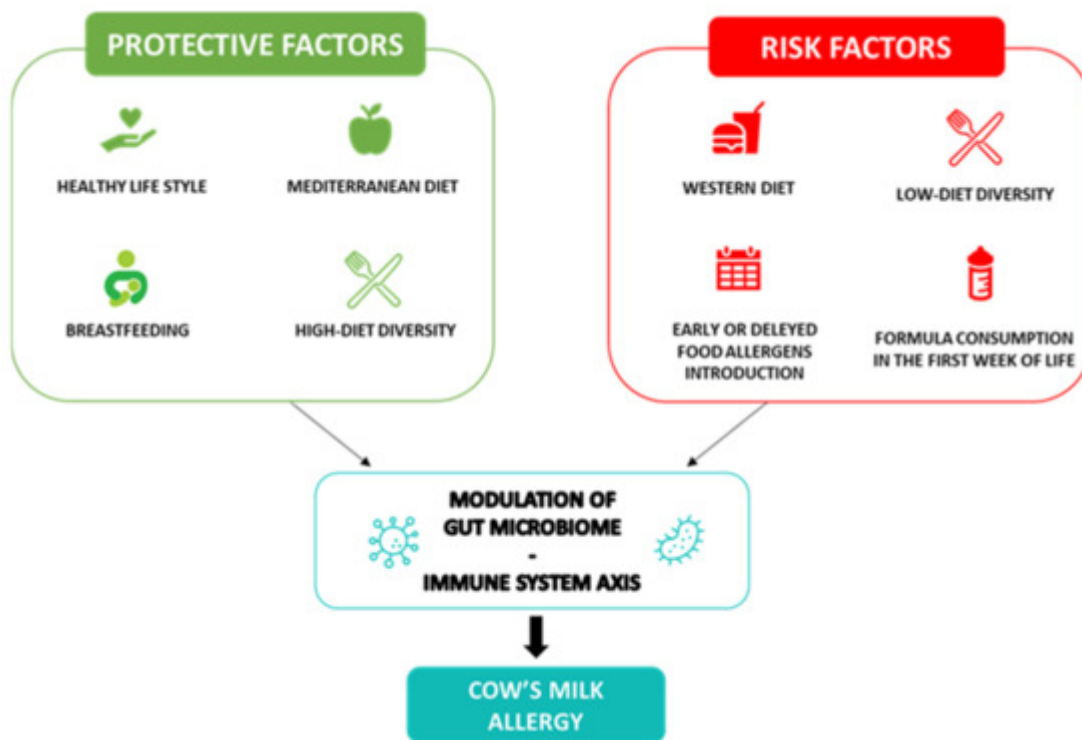 PROTECTIVE FACTORS
HEALTHY LIFE STYLE
MEDITERRANEAN DIET
BREASTFEEDING
HIGH-DIET DIVERSITY
RISK FACTORS
WESTERN DIET
LOW-DIET DIVERSITY
EARLY OR DELEYED
FOOD ALLERGENS
INTRODUCTION
FORMULA CONSUMPTION
IN THE FIRST WEEK OF LIFE
MODULATION OF
GUT MICROBIOME
-
IMMUNE SYSTEM AXIS
COW'S MILK
ALLERGY